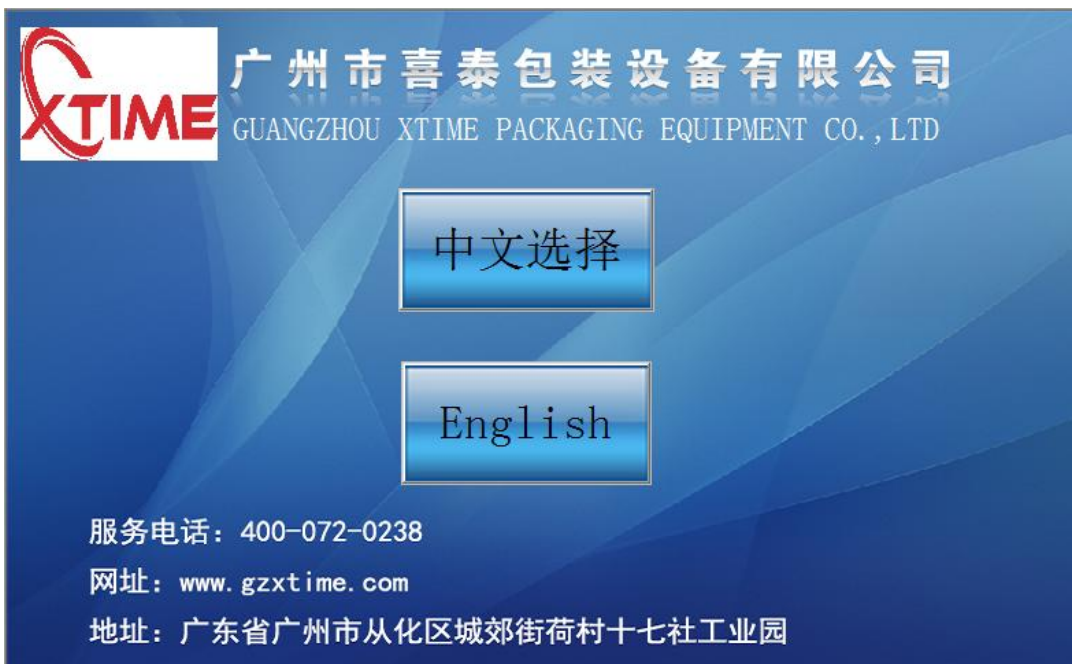 XTIME
广州市喜泰包装设备有限公司
GUANGZHOU XTIME PACKAGING EQUIPMENT CO.,LTD
中文选择
English
服务电话：400-072-0238
网址：www.gzxtime.com
地址：广东省广州市从化区城郊街荷村十七社工业园